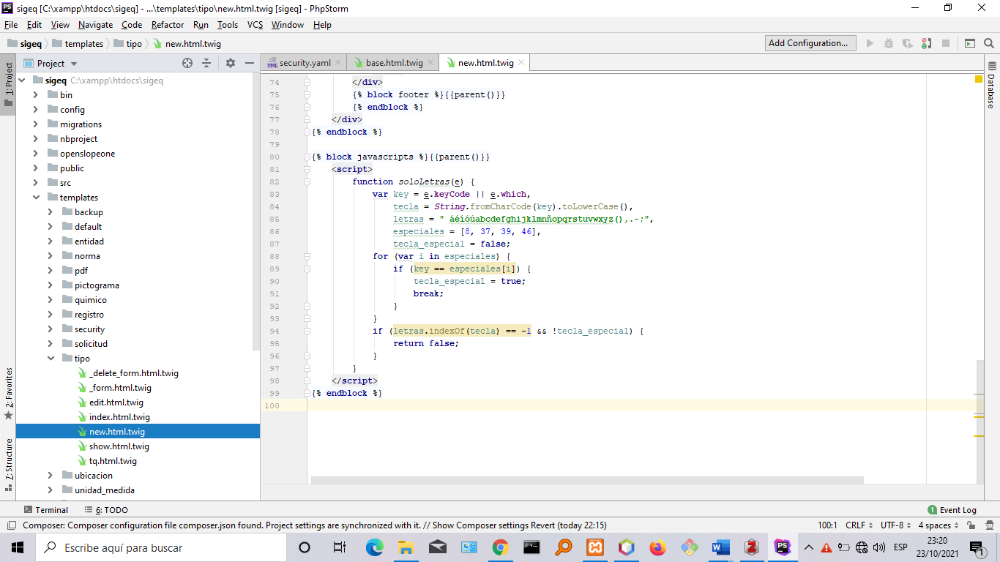 sigeq [C:\xampp\htdocs\sigeq] - ...\templates\tipo\new.html.twig [sigeq] - PhpStorm
File Edit View Navigate Code Refactor Run Tools VCS Window Help
sigeq templates tipo new.html.twig Add Configuration...
Project security.yaml base.html.twig new.html.twig
1: Project
Database
2: Favorites
7: Structure
sigeq C:\xampp\htdocs\sigeq
bin
config
migrations
nbproject
openslopeone
public
src
templates
backup
default
entidad
norma
pdf
pictograma
quimico
registro
security
solicitud
tipo
_delete_form.html.twig
_form.html.twig
edit.html.twig
index.html.twig
new.html.twig
show.html.twig
tq.html.twig
ubicacion
unidad_medida
74 </div>
75 {% block footer %}{{parent()}}
76 {% endblock %}
77 </div>
78 {% endblock %}
79
80 {% block javascripts %}{{parent()}}
81 <script>
82 function soloLetras(e) {
83 var key = e.keyCode || e.which,
84 tecla = String.fromCharCode(key).toLowerCase(),
85 letras = " áéíóúabcdefghijklmnñopqrstuvwxyz(),.-;",
86 especiales = [8, 37, 39, 46],
87 tecla_especial = false;
88 for (var i in especiales) {
89 if (key == especiales[i]) {
90 tecla_especial = true;
91 break;
92 }
93 }
94 if (letras.indexOf(tecla) == -1 && !tecla_especial) {
95 return false;
96 }
97 }
98 </script>
99 {% endblock %}
100
Terminal 6: TODO 1 Event Log
Composer: Composer configuration file composer.json found. Project settings are synchronized with it. // Show Composer settings Revert (today 22:15) 100:1 CRLF UTF-8 4 spaces
Escribe aquí para buscar ESP 23:20
23/10/2021 1